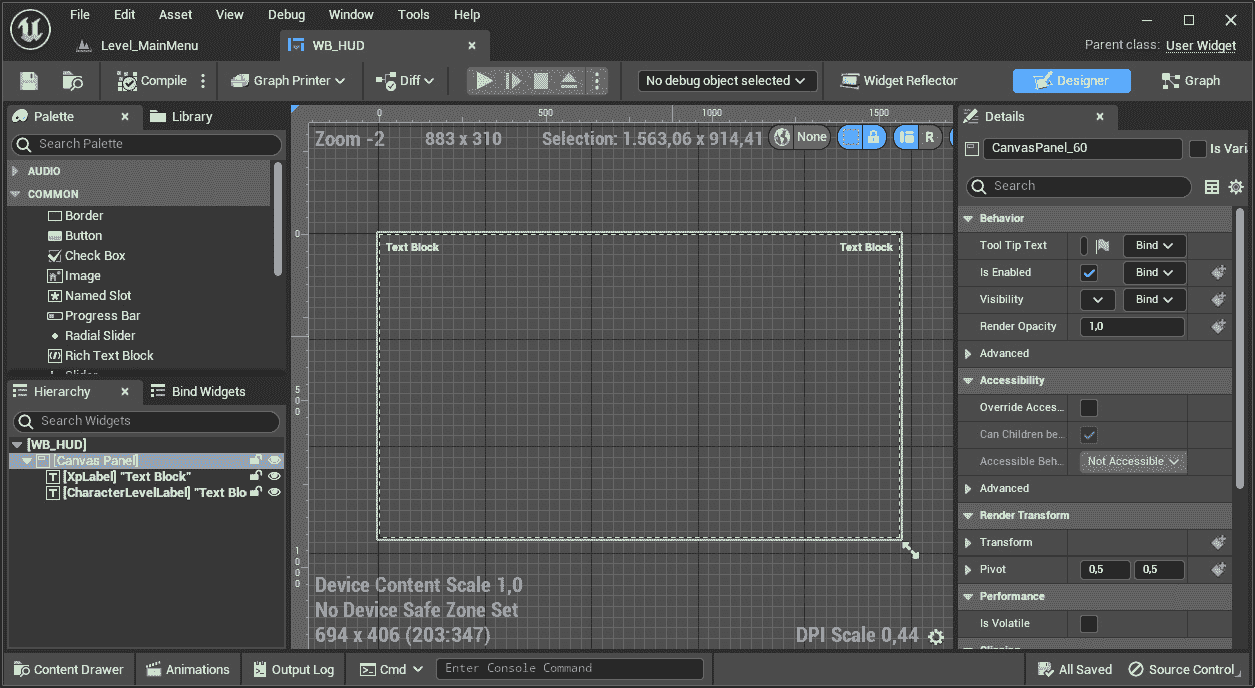 File Edit Asset View Debug Window Tools Help
Level_MainMenu
WB_HUD
Parent class: User Widget
Compile Graph Printer Diff No debug object selected Widget Reflector Designer Graph
Palette Library
Search Palette
AUDIO
COMMON
Border
Button
Check Box
Image
Named Slot
Progress Bar
Radial Slider
Rich Text Block
Hierarchy Bind Widgets
Search Widgets
[WB_HUD]
[Canvas Panel]
[XpLabel] "Text Block"
[CharacterLevelLabel] "Text Blo
0 500 1000 1500
Zoom -2 883 x 310 Selection: 1.563,06 x 914,41 None R
0
500
1000
Text Block Text Block
Device Content Scale 1,0
No Device Safe Zone Set
694 x 406 (203:347) DPI Scale 0,44
Details
CanvasPanel_60 Is Varia
Search
Behavior
Tool Tip Text Bind
Is Enabled Bind
Visibility Bind
Render Opacity 1,0
Advanced
Accessibility
Override Acces...
Can Children be...
Accessible Beh... Not Accessible
Advanced
Render Transform
Transform
Pivot 0,5 0,5
Performance
Is Volatile
Content Drawer Animations Output Log Cmd Enter Console Command All Saved Source Control